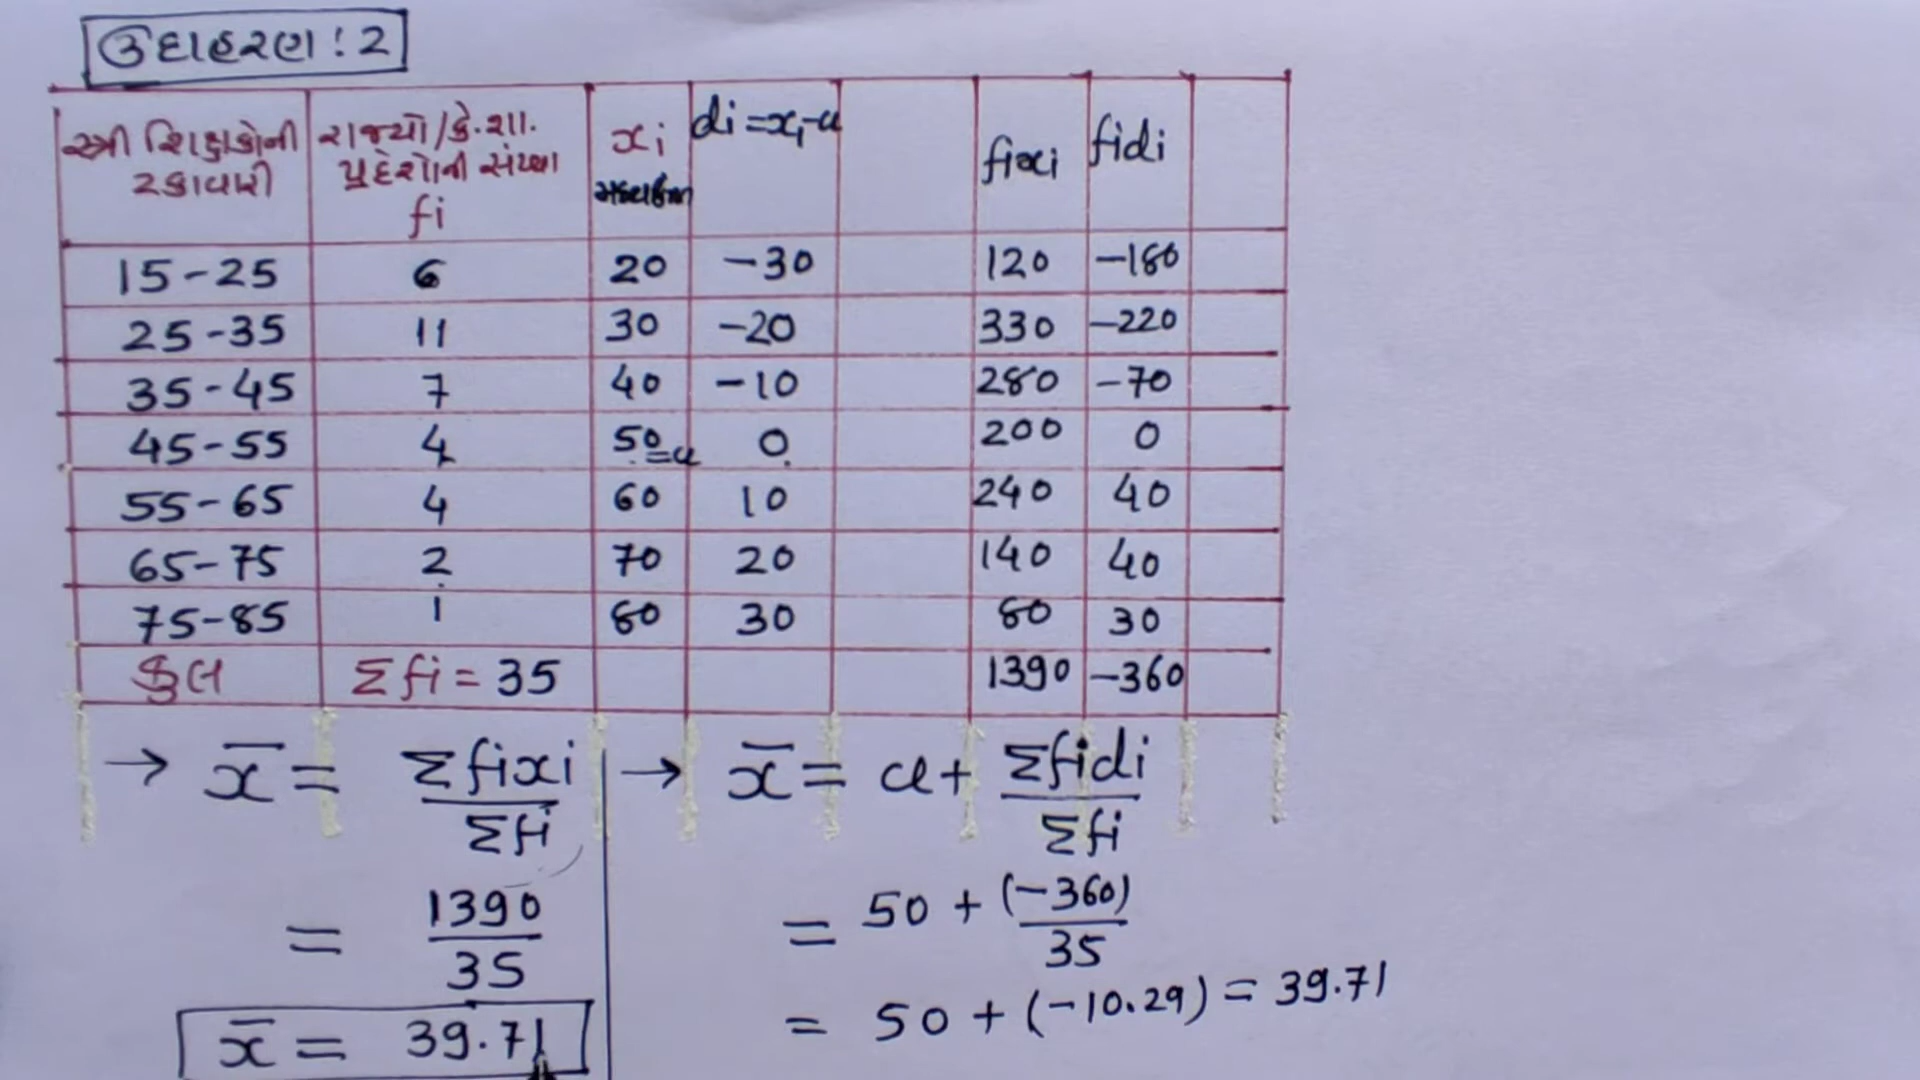 ઉદાહરણ : 2
સ્ત્રી શિક્ષકોની ટકાવારી | રાજ્યો/કે.શા. પ્રદેશોની સંખ્યા fi | xi મધ્યકિંમત | di = xi - a | fixi | fidi
15-25 6 20 -30 120 -180
25-35 11 30 -20 330 -220
35-45 7 40 -10 280 -70
45-55 4 50=a 0 200 0
55-65 4 60 10 240 40
65-75 2 70 20 140 40
75-85 1 80 30 80 30
કુલ Σfi = 35 1390 -360
→ x̄ = Σfixi / Σfi
= 1390 / 35
x̄ = 39.71
→ x̄ = a + Σfidi / Σfi
= 50 + (-360) / 35
= 50 + (-10.29) = 39.71